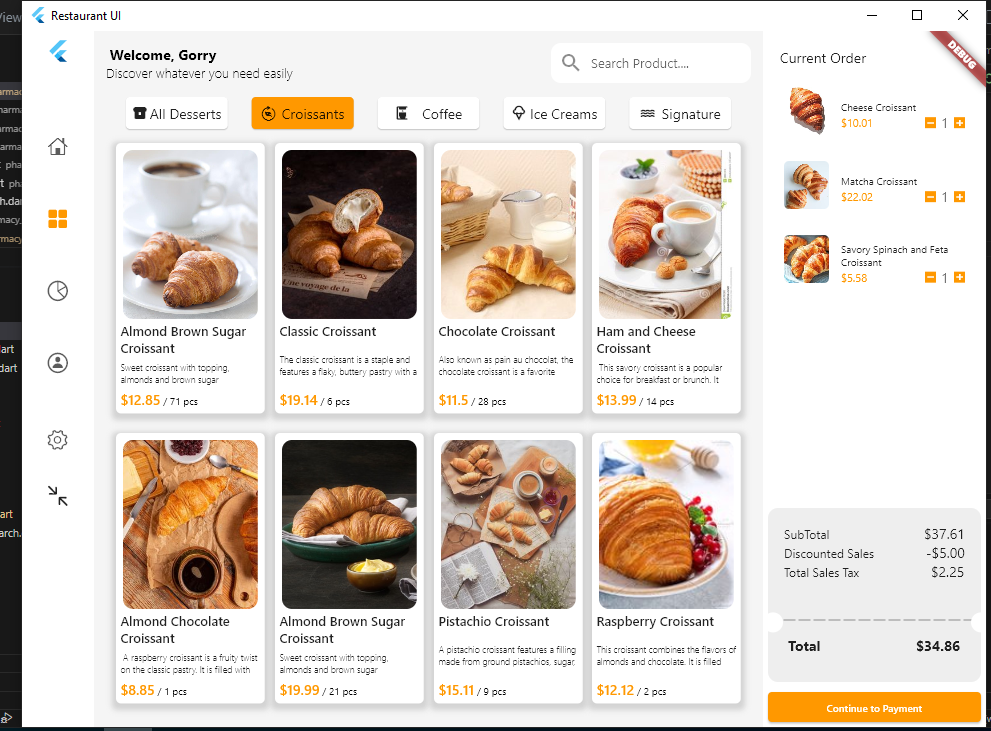 View
Restaurant UI
Welcome, Gorry
Discover whatever you need easily
Search Product....
All Desserts
Croissants
Coffee
Ice Creams
Signature
Almond Brown Sugar
Croissant
Sweet croissant with topping,
almonds and brown sugar
$12.85 / 71 pcs
Classic Croissant
The classic croissant is a staple and
features a flaky, buttery pastry with a
$19.14 / 6 pcs
Chocolate Croissant
Also known as pain au chocolat, the
chocolate croissant is a favorite
$11.5 / 28 pcs
Ham and Cheese
Croissant
This savory croissant is a popular
choice for breakfast or brunch. It
$13.99 / 14 pcs
Almond Chocolate
Croissant
A raspberry croissant is a fruity twist
on the classic pastry. It is filled with
$8.85 / 1 pcs
Almond Brown Sugar
Croissant
Sweet croissant with topping,
almonds and brown sugar
$19.99 / 21 pcs
Pistachio Croissant
A pistachio croissant features a filling
made from ground pistachios, sugar,
$15.11 / 9 pcs
Raspberry Croissant
This croissant combines the flavors of
almonds and chocolate. It is filled
$12.12 / 2 pcs
DEBUG
Current Order
Cheese Croissant
$10.01
1
Matcha Croissant
$22.02
1
Savory Spinach and Feta
Croissant
$5.58
1
SubTotal $37.61
Discounted Sales -$5.00
Total Sales Tax $2.25
Total $34.86
Continue to Payment